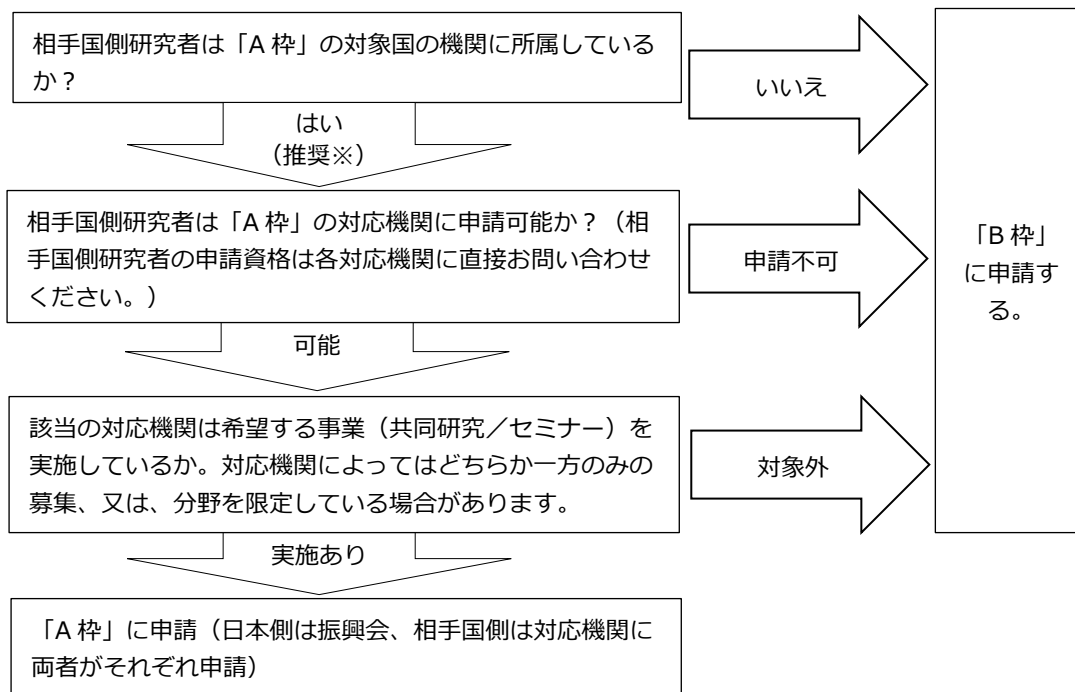 相手国側研究者は「A 枠」の対象国の機関に所属している
か？
いいえ
はい
（推奨※）
相手国側研究者は「A 枠」の対応機関に申請可能か？（相
手国側研究者の申請資格は各対応機関に直接お問い合わせ
ください。）
申請不可
「B 枠」
に申請す
る。
可能
該当の対応機関は希望する事業（共同研究／セミナー）を
実施しているか。対応機関によってはどちらか一方のみの
募集、又は、分野を限定している場合があります。
対象外
実施あり
「A 枠」に申請（日本側は振興会、相手国側は対応機関に
両者がそれぞれ申請）